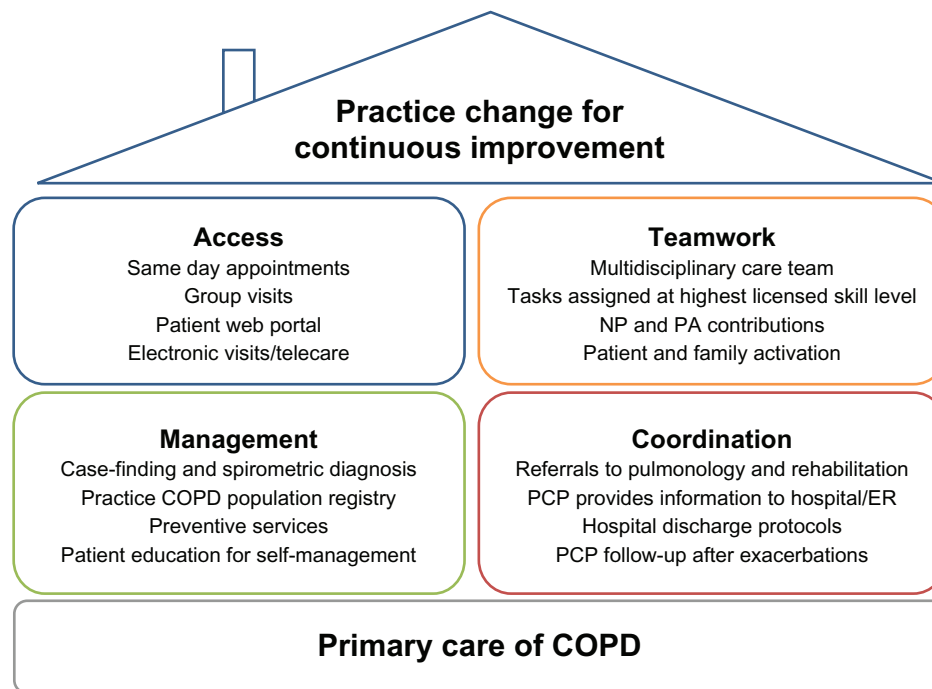 Practice change for
continuous improvement
Access
Same day appointments
Group visits
Patient web portal
Electronic visits/telecare
Teamwork
Multidisciplinary care team
Tasks assigned at highest licensed skill level
NP and PA contributions
Patient and family activation
Management
Case-finding and spirometric diagnosis
Practice COPD population registry
Preventive services
Patient education for self-management
Coordination
Referrals to pulmonology and rehabilitation
PCP provides information to hospital/ER
Hospital discharge protocols
PCP follow-up after exacerbations
Primary care of COPD